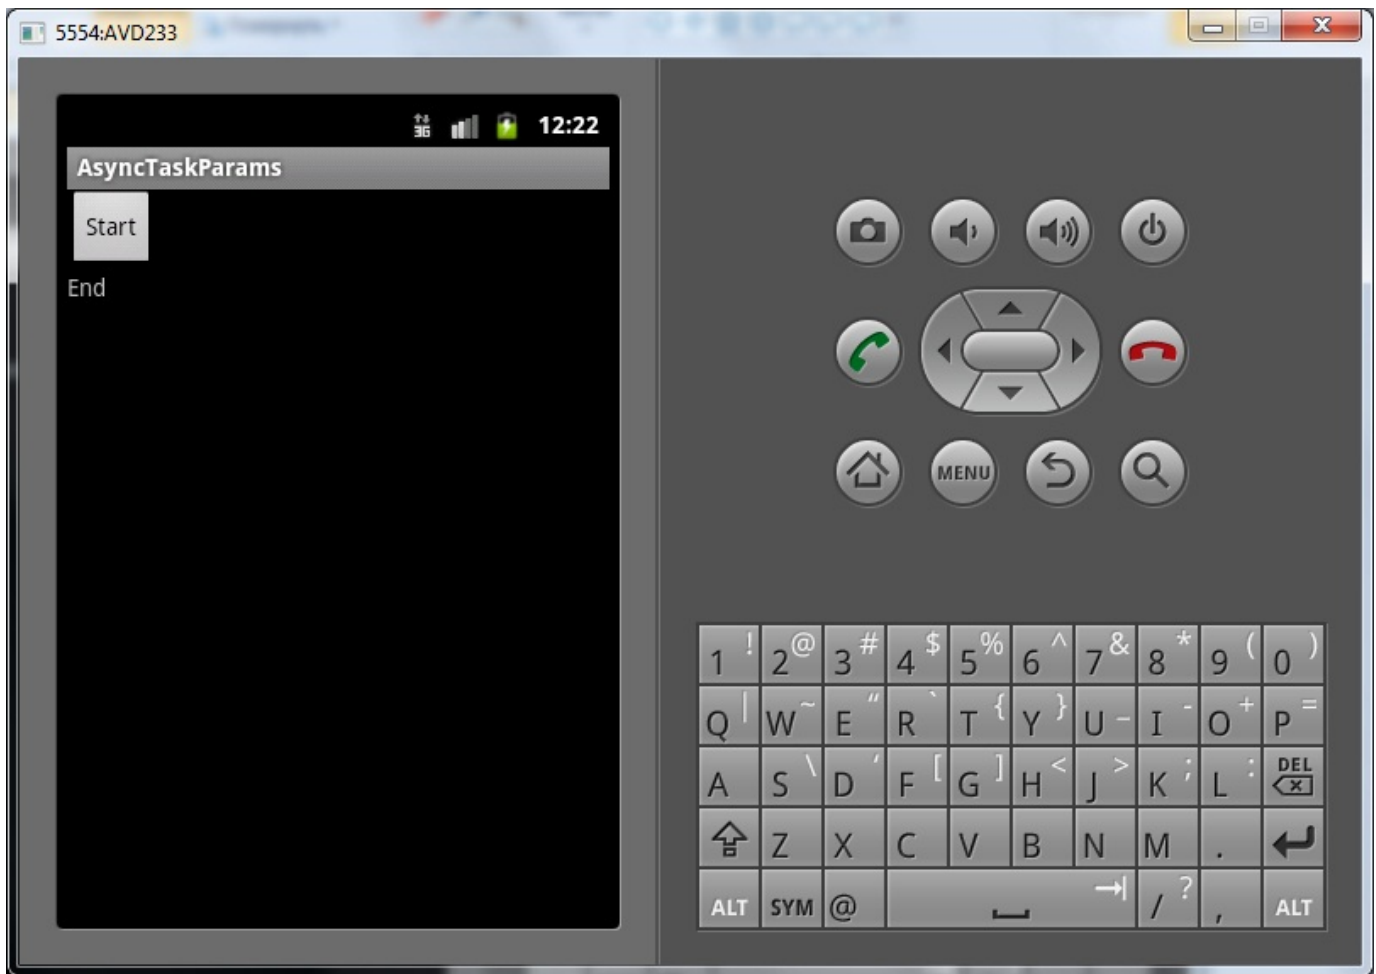 5554:AVD233
3G 12:22
AsyncTaskParams
Start
End
MENU
1 ! 2 @ 3 # 4 $ 5 % 6 ^ 7 & 8 * 9 ( 0 )
Q | W ~ E “ R ` T { Y } U _ I - O + P =
A S \ D ‘ F [ G ] H < J > K ; L : DEL
Z X C V B N M .
ALT SYM @ / ? , ALT